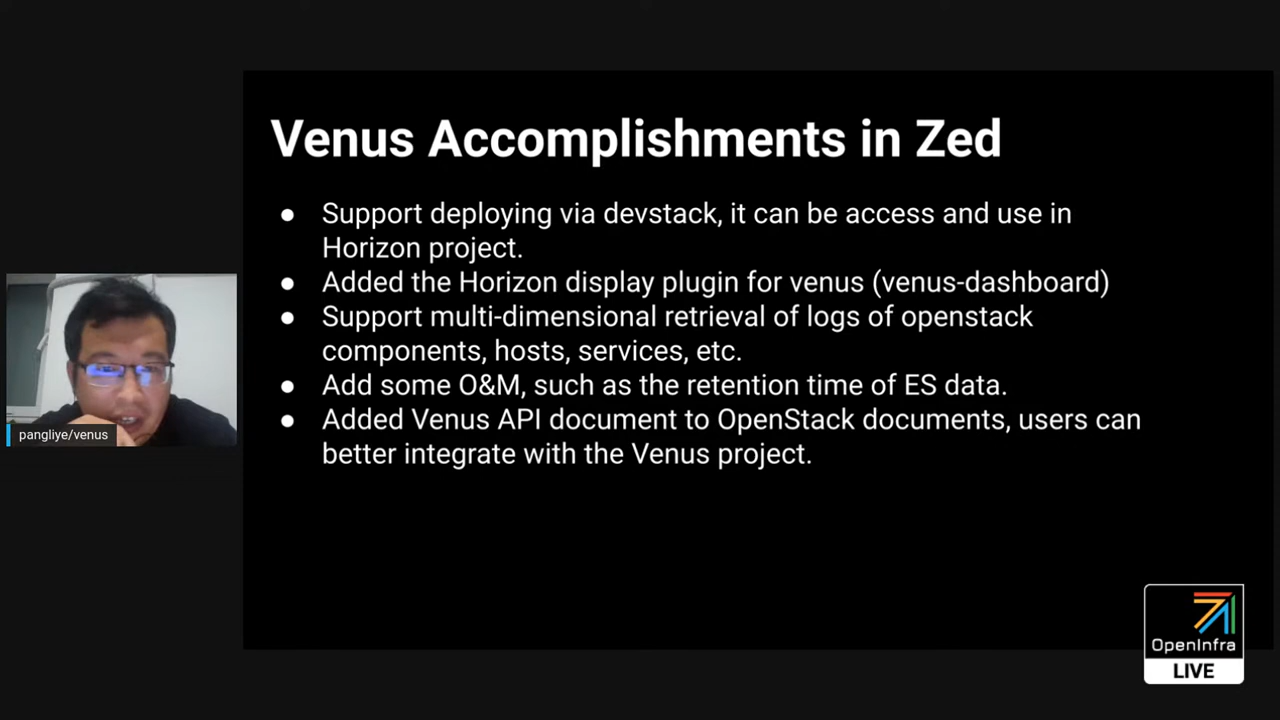 Venus Accomplishments in Zed
● Support deploying via devstack, it can be access and use in
Horizon project.
● Added the Horizon display plugin for venus (venus-dashboard)
● Support multi-dimensional retrieval of logs of openstack
components, hosts, services, etc.
● Add some O&M, such as the retention time of ES data.
● Added Venus API document to OpenStack documents, users can
better integrate with the Venus project.
pangliye/venus
OpenInfra
LIVE